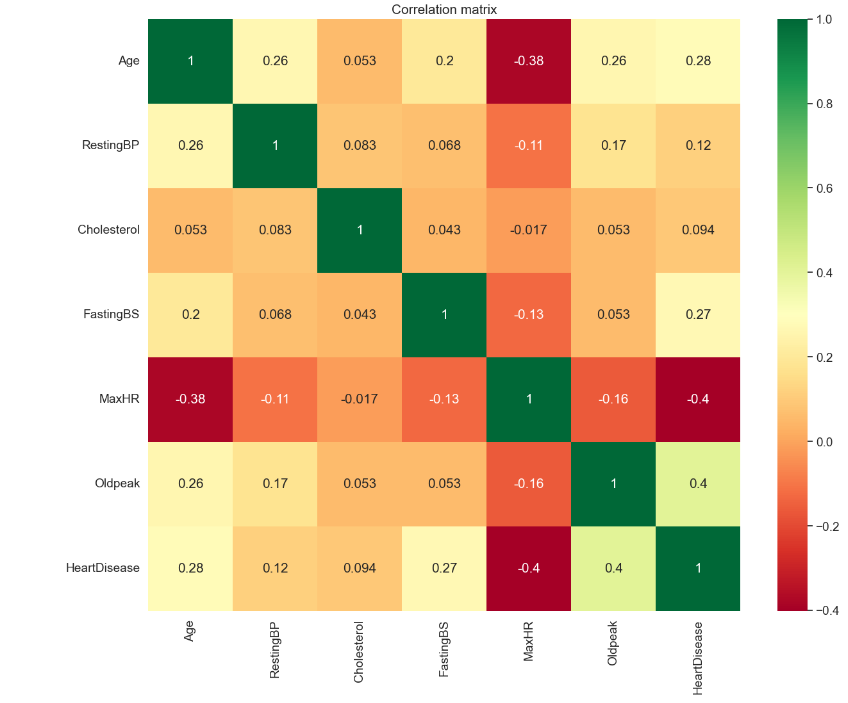 Correlation matrix
Age 1 0.26 0.053 0.2 -0.38 0.26 0.28
RestingBP 0.26 1 0.083 0.068 -0.11 0.17 0.12
Cholesterol 0.053 0.083 1 0.043 -0.017 0.053 0.094
FastingBS 0.2 0.068 0.043 1 -0.13 0.053 0.27
MaxHR -0.38 -0.11 -0.017 -0.13 1 -0.16 -0.4
Oldpeak 0.26 0.17 0.053 0.053 -0.16 1 0.4
HeartDisease 0.28 0.12 0.094 0.27 -0.4 0.4 1
Age RestingBP Cholesterol FastingBS MaxHR Oldpeak HeartDisease
1.0
0.8
0.6
0.4
0.2
0.0
−0.2
−0.4